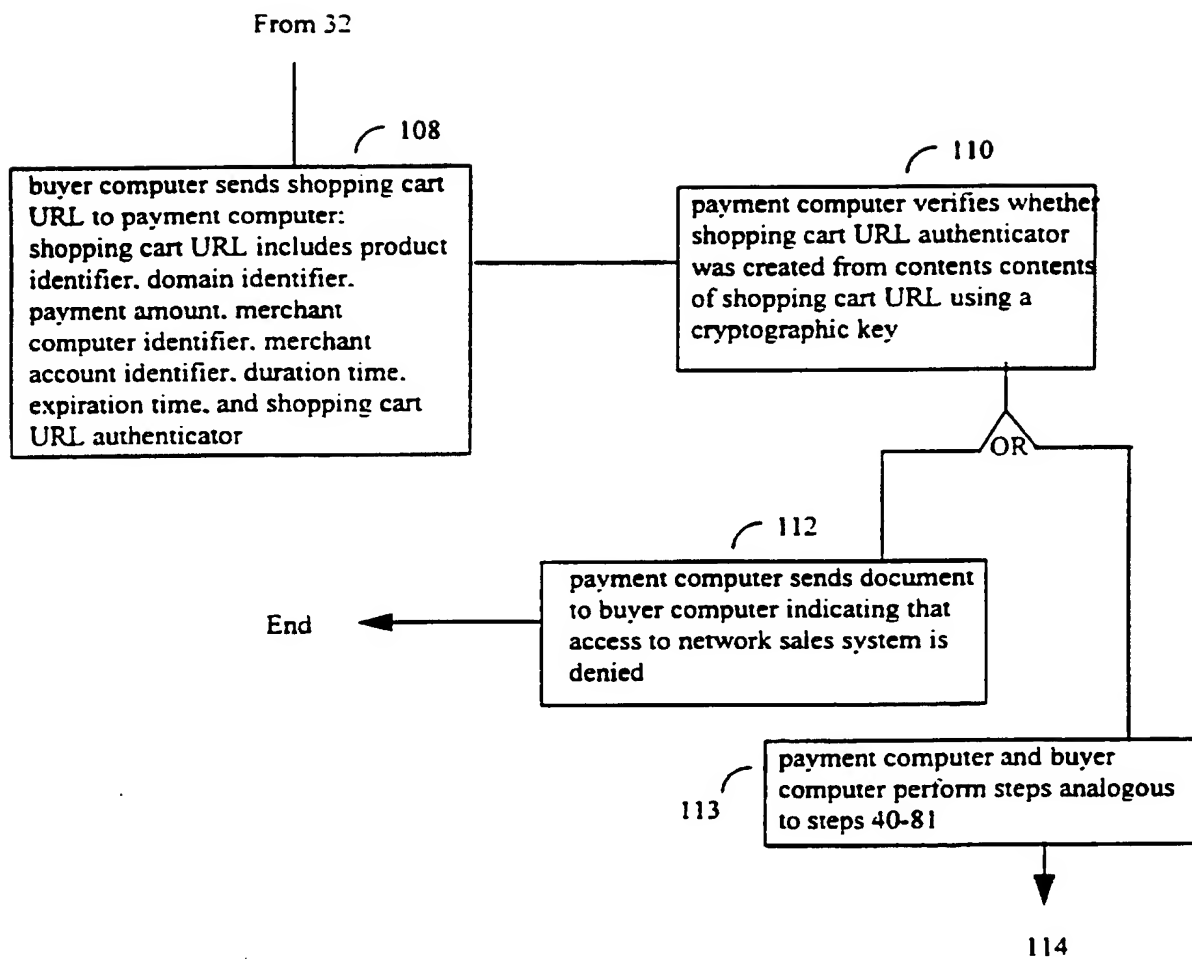 From 32
108
buyer computer sends shopping cart
URL to payment computer:
shopping cart URL includes product
identifier. domain identifier.
payment amount. merchant
computer identifier. merchant
account identifier. duration time.
expiration time. and shopping cart
URL authenticator
110
payment computer verifies whether
shopping cart URL authenticator
was created from contents contents
of shopping cart URL using a
cryptographic key
OR
112
payment computer sends document
to buyer computer indicating that
access to network sales system is
denied
End
payment computer and buyer
computer perform steps analogous
to steps 40-81
113
114